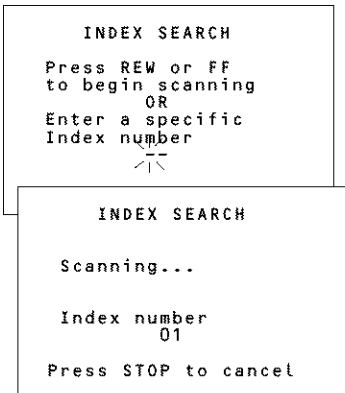 INDEX SEARCH
Press REW or FF
to begin scanning
OR
Enter a specific
Index number
--
INDEX SEARCH
Scanning...
Index number
01
Press STOP to cancel